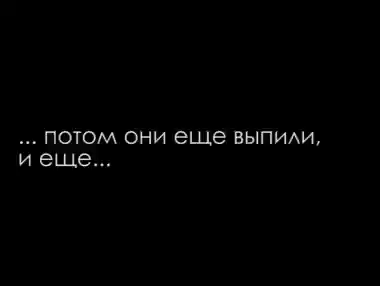 ... потом они еще выпили,
и еще...